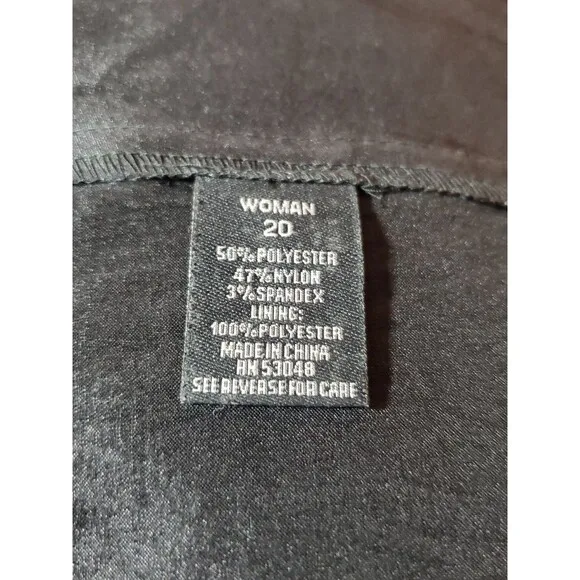 WOMAN
20
50% POLYESTER
47% NYLON
3% SPANDEX
LINING:
100% POLYESTER
MADE IN CHINA
RN 53048
SEE REVERSE FOR CARE